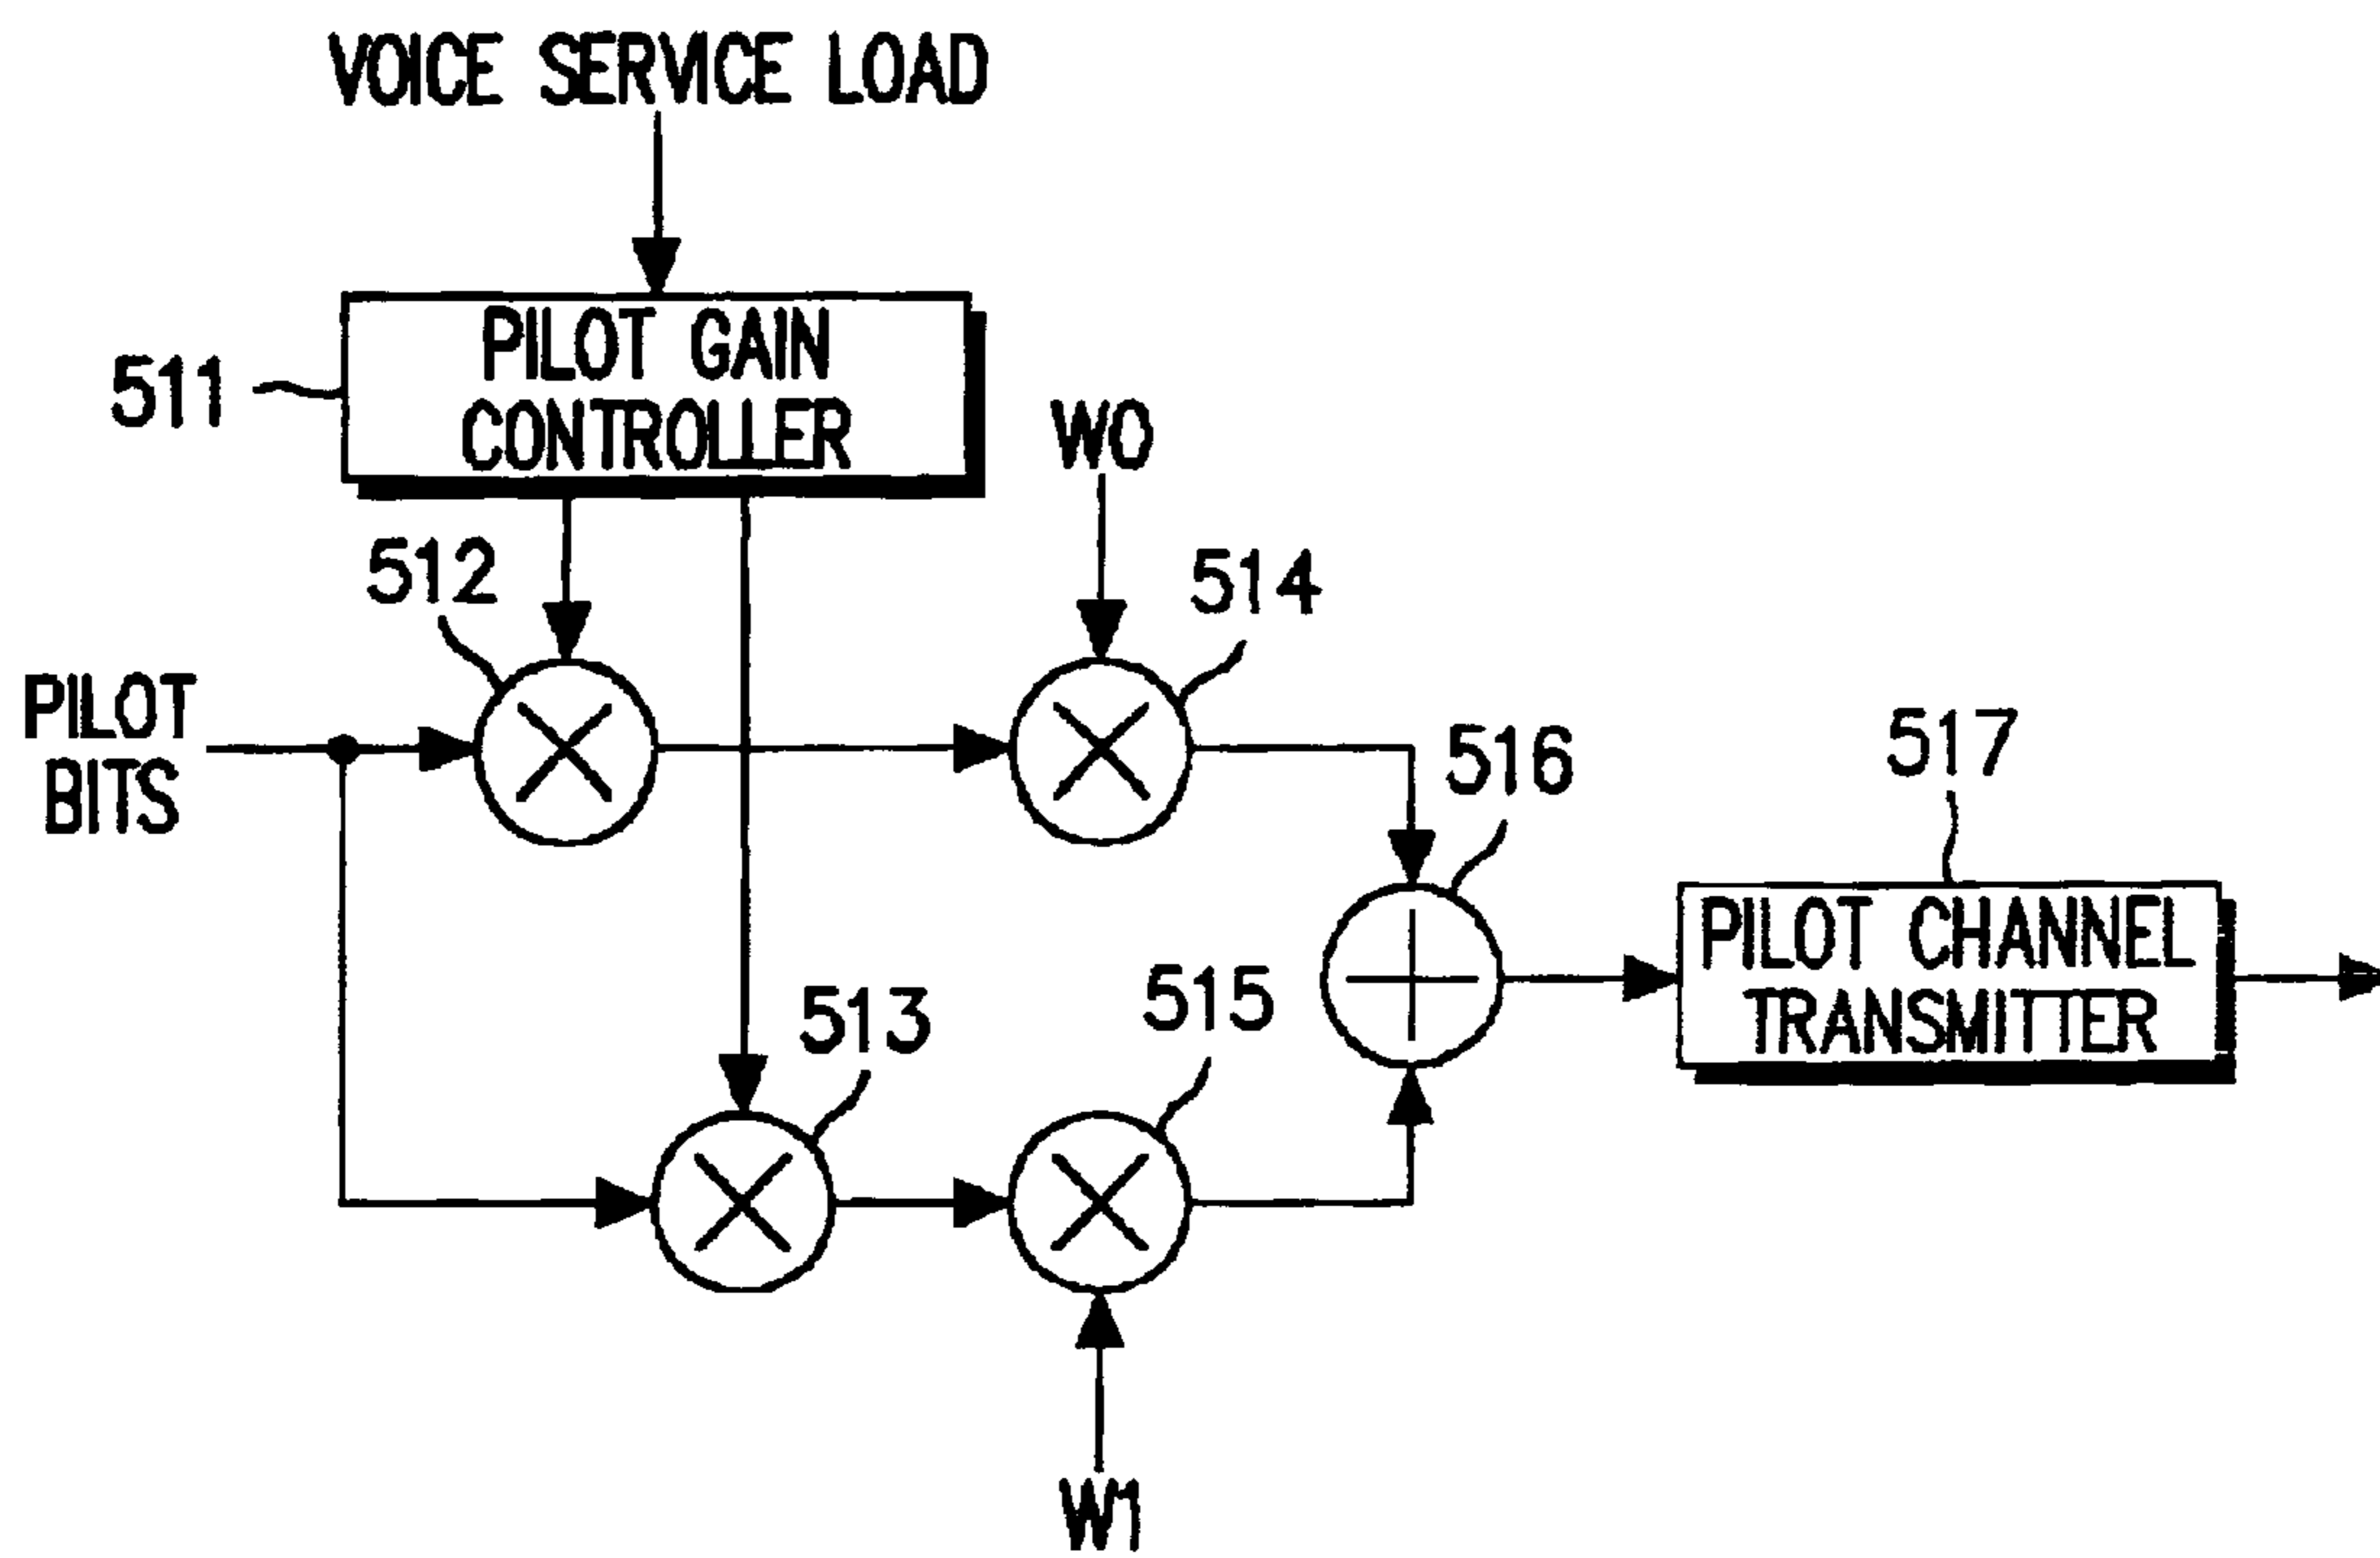 VOICE SERVICE LOAD
PILOT GAIN
CONTROLLER
511
W0
512
514
PILOT
BITS
516
517
PILOT CHANNEL
TRANSMITTER
513
515
W1